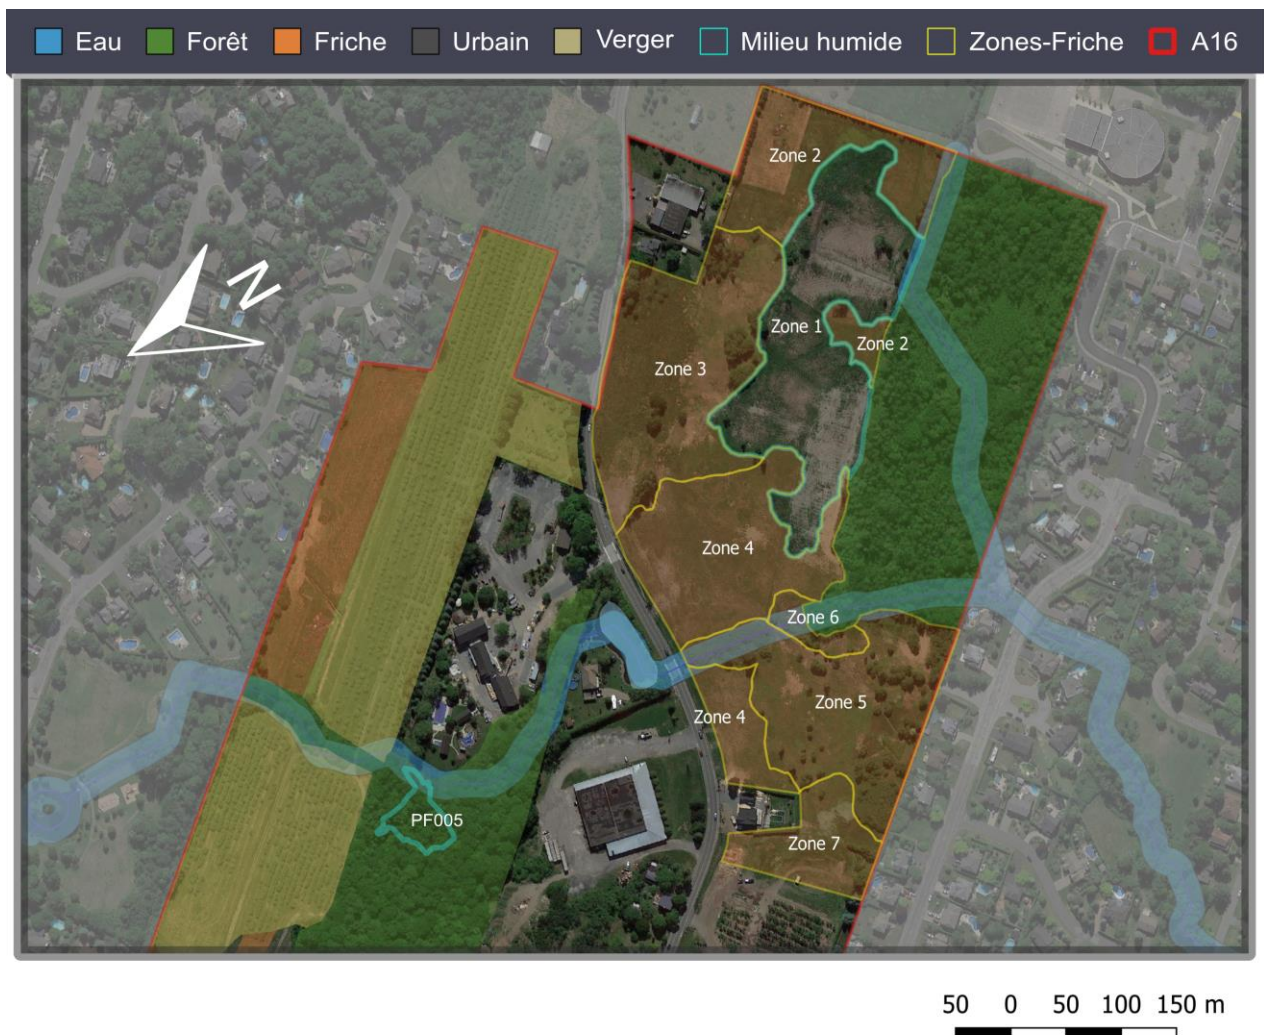 Eau Forêt Friche Urbain Verger Milieu humide Zones-Friche A16
N
Zone 2
Zone 1
Zone 2
Zone 3
Zone 4
Zone 6
Zone 5
Zone 4
PF005
Zone 7
50 0 50 100 150 m